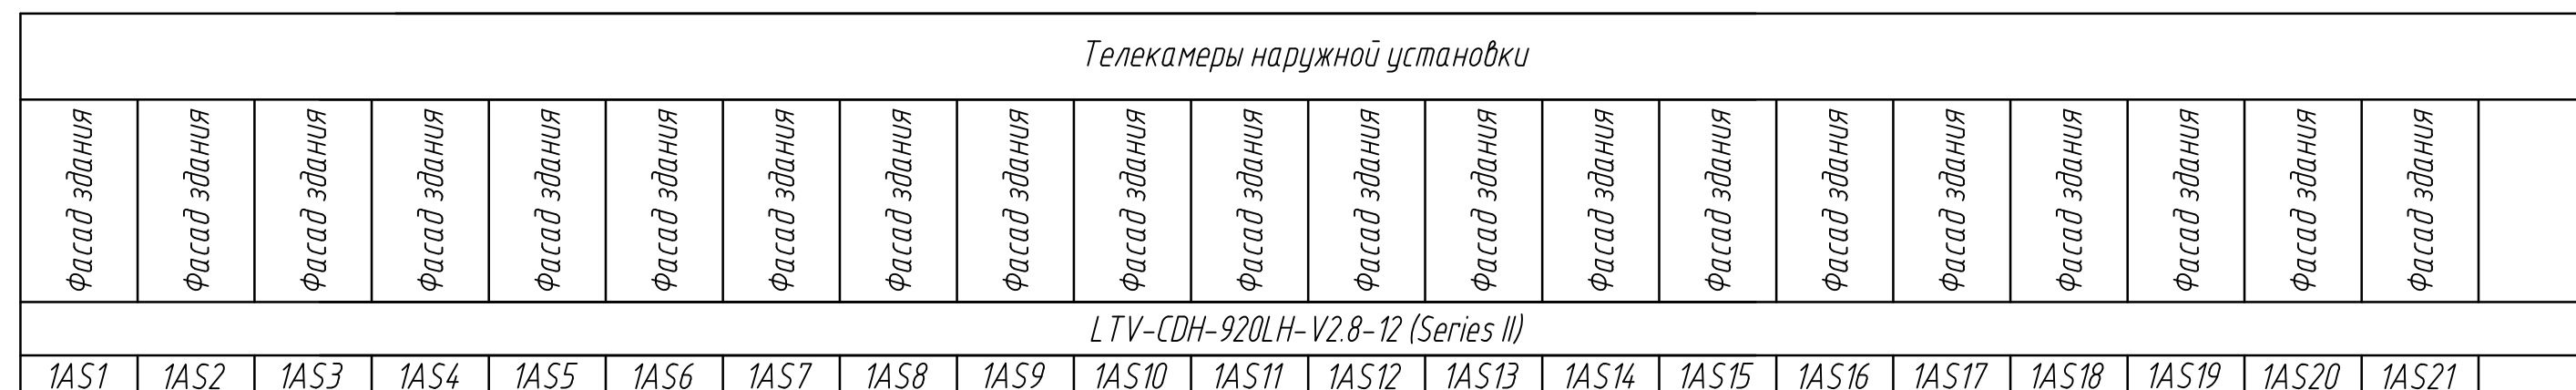 Телекамеры наружной установки
Фасад здания Фасад здания Фасад здания Фасад здания Фасад здания Фасад здания Фасад здания Фасад здания Фасад здания Фасад здания Фасад здания Фасад здания Фасад здания Фасад здания Фасад здания Фасад здания Фасад здания Фасад здания Фасад здания Фасад здания Фасад здания
LTV-CDH-920LH-V2.8-12 (Series II)
1AS1 1AS2 1AS3 1AS4 1AS5 1AS6 1AS7 1AS8 1AS9 1AS10 1AS11 1AS12 1AS13 1AS14 1AS15 1AS16 1AS17 1AS18 1AS19 1AS20 1AS21